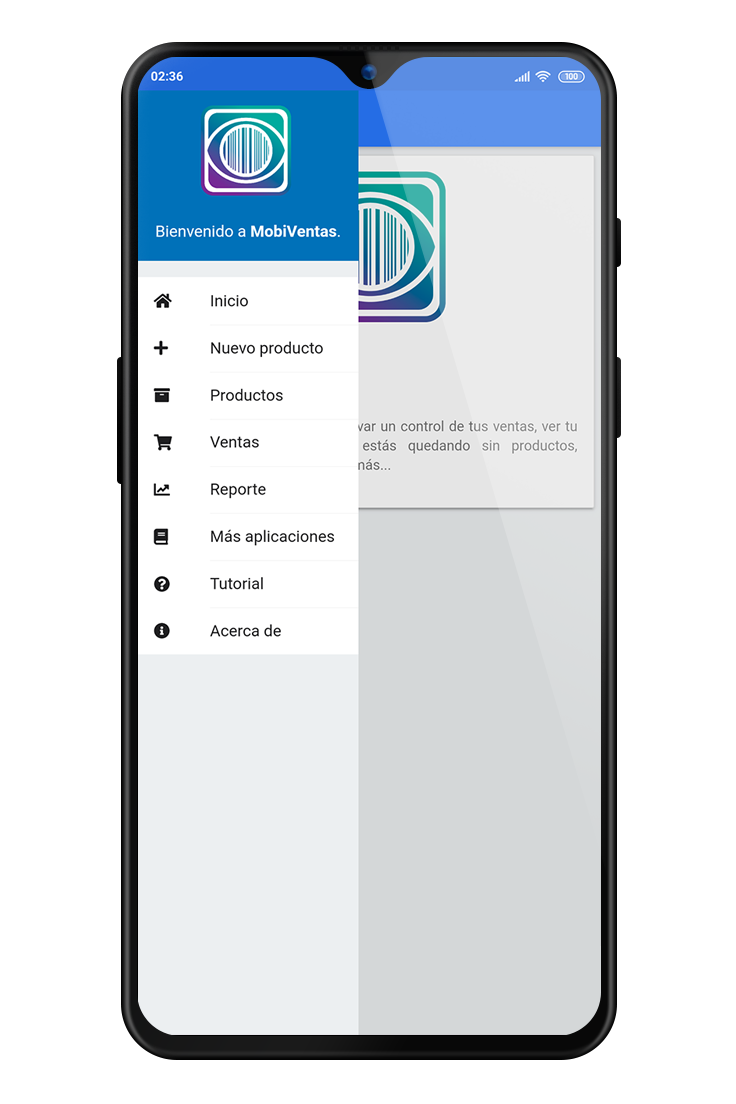 02:36
100
Bienvenido a MobiVentas.
Inicio
Nuevo producto
Productos
Ventas
Reporte
Más aplicaciones
Tutorial
Acerca de
var un control de tus ventas, ver tu
estás quedando sin productos,
más...